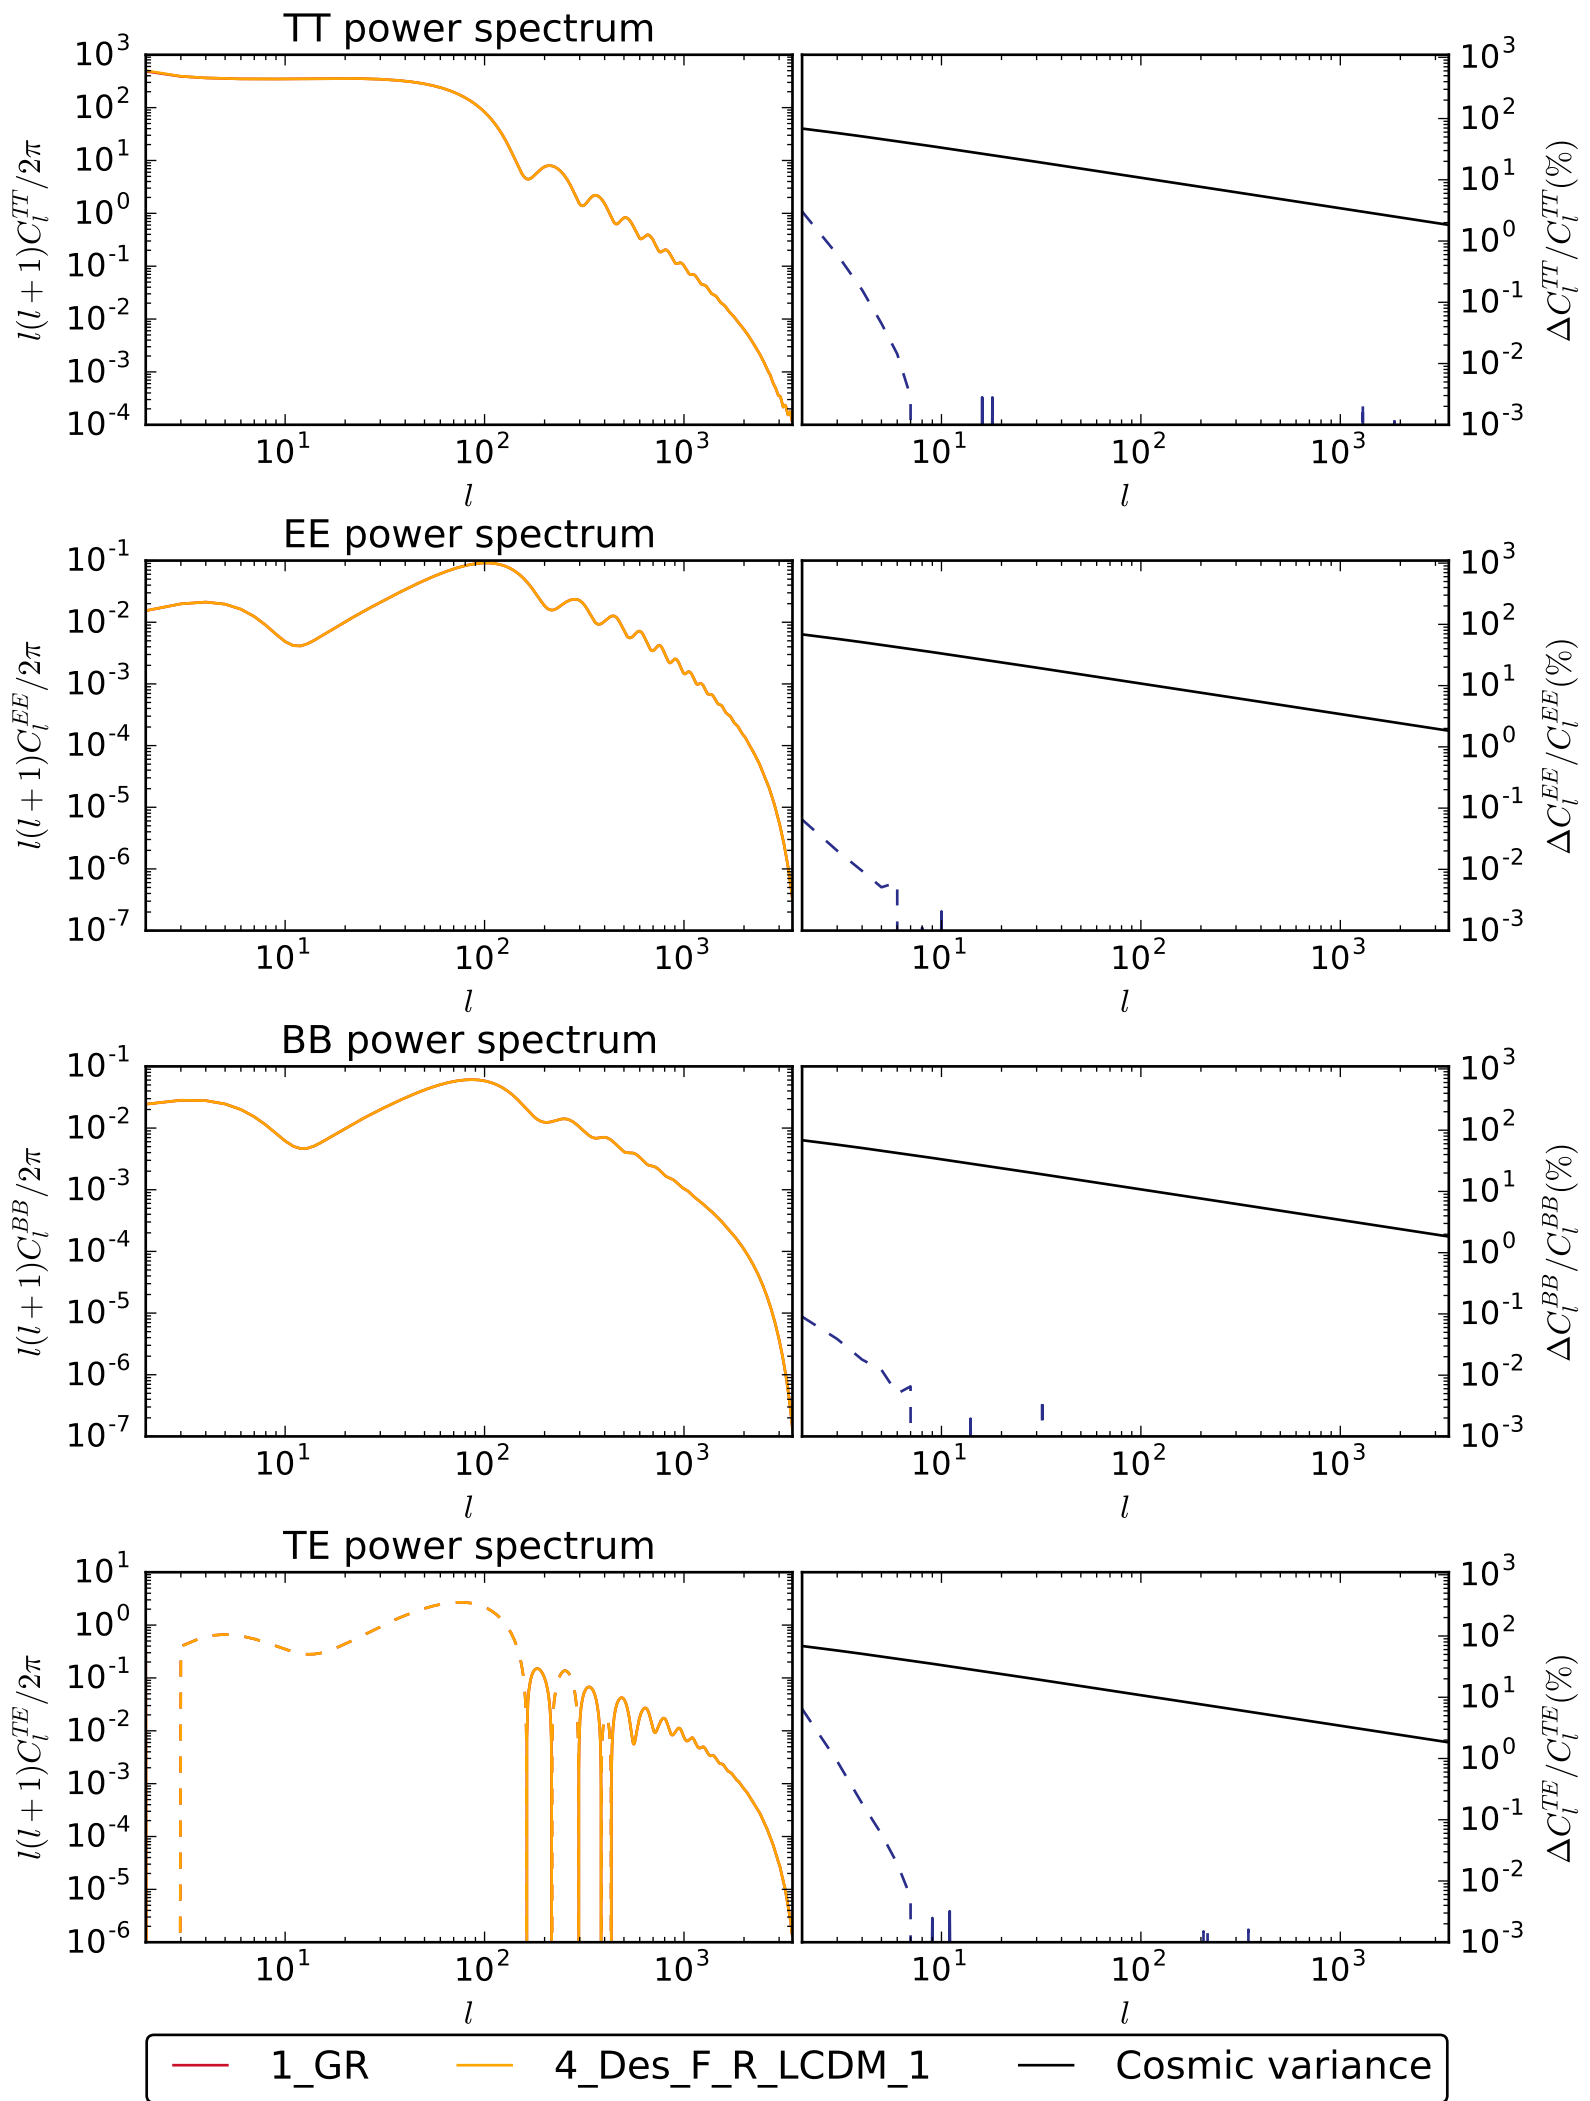 TT power spectrum
10^3
10^2
10^1
10^0
10^-1
10^-2
10^-3
10^-4
l(l+1)C_l^{TT}/2π
10^1 10^2 10^3
l
10^3
10^2
10^1
10^0
10^-1
10^-2
10^-3
ΔC_l^{TT}/C_l^{TT}(%)
10^1 10^2 10^3
l
EE power spectrum
10^-1
10^-2
10^-3
10^-4
10^-5
10^-6
10^-7
l(l+1)C_l^{EE}/2π
10^1 10^2 10^3
l
10^3
10^2
10^1
10^0
10^-1
10^-2
10^-3
ΔC_l^{EE}/C_l^{EE}(%)
10^1 10^2 10^3
l
BB power spectrum
10^-1
10^-2
10^-3
10^-4
10^-5
10^-6
10^-7
l(l+1)C_l^{BB}/2π
10^1 10^2 10^3
l
10^3
10^2
10^1
10^0
10^-1
10^-2
10^-3
ΔC_l^{BB}/C_l^{BB}(%)
10^1 10^2 10^3
l
TE power spectrum
10^1
10^0
10^-1
10^-2
10^-3
10^-4
10^-5
10^-6
l(l+1)C_l^{TE}/2π
10^1 10^2 10^3
l
10^3
10^2
10^1
10^0
10^-1
10^-2
10^-3
ΔC_l^{TE}/C_l^{TE}(%)
10^1 10^2 10^3
l
1_GR 4_Des_F_R_LCDM_1 Cosmic variance